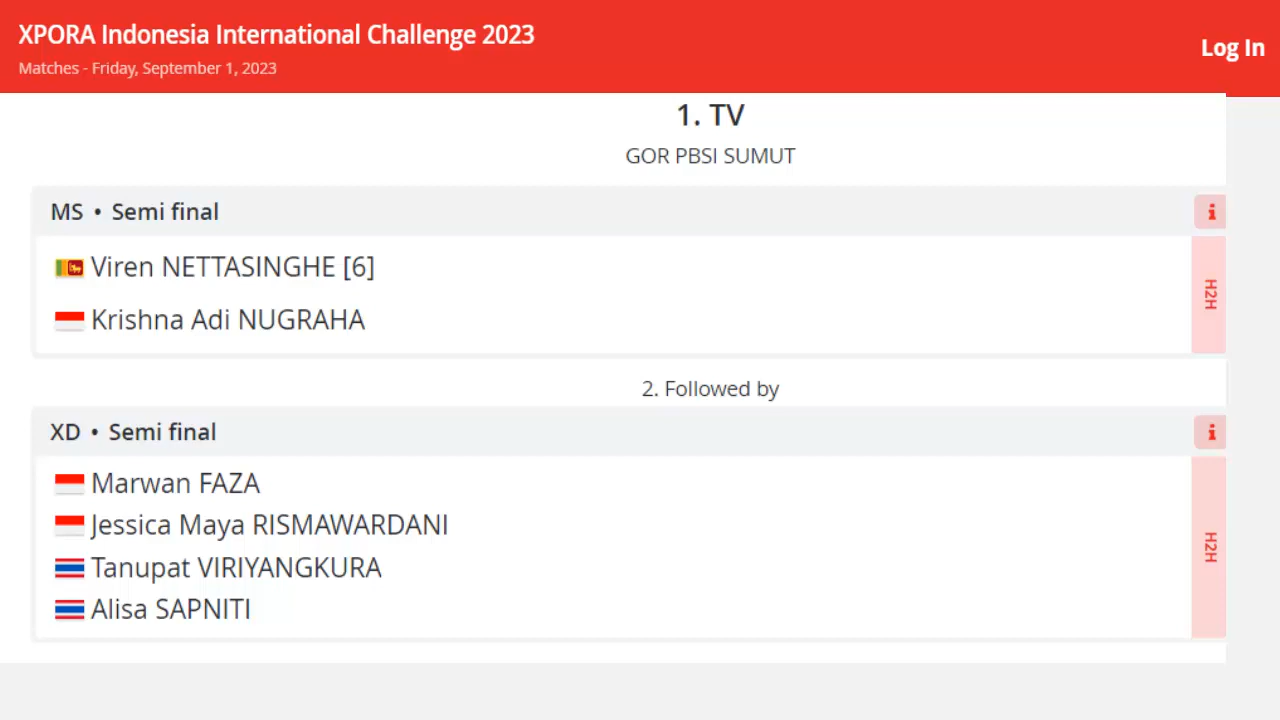 XPORA Indonesia International Challenge 2023
Matches - Friday, September 1, 2023
Log In
1. TV
GOR PBSI SUMUT
MS • Semi final
i
Viren NETTASINGHE [6]
Krishna Adi NUGRAHA
H2H
2. Followed by
XD • Semi final
i
Marwan FAZA
Jessica Maya RISMAWARDANI
Tanupat VIRIYANGKURA
Alisa SAPNITI
H2H